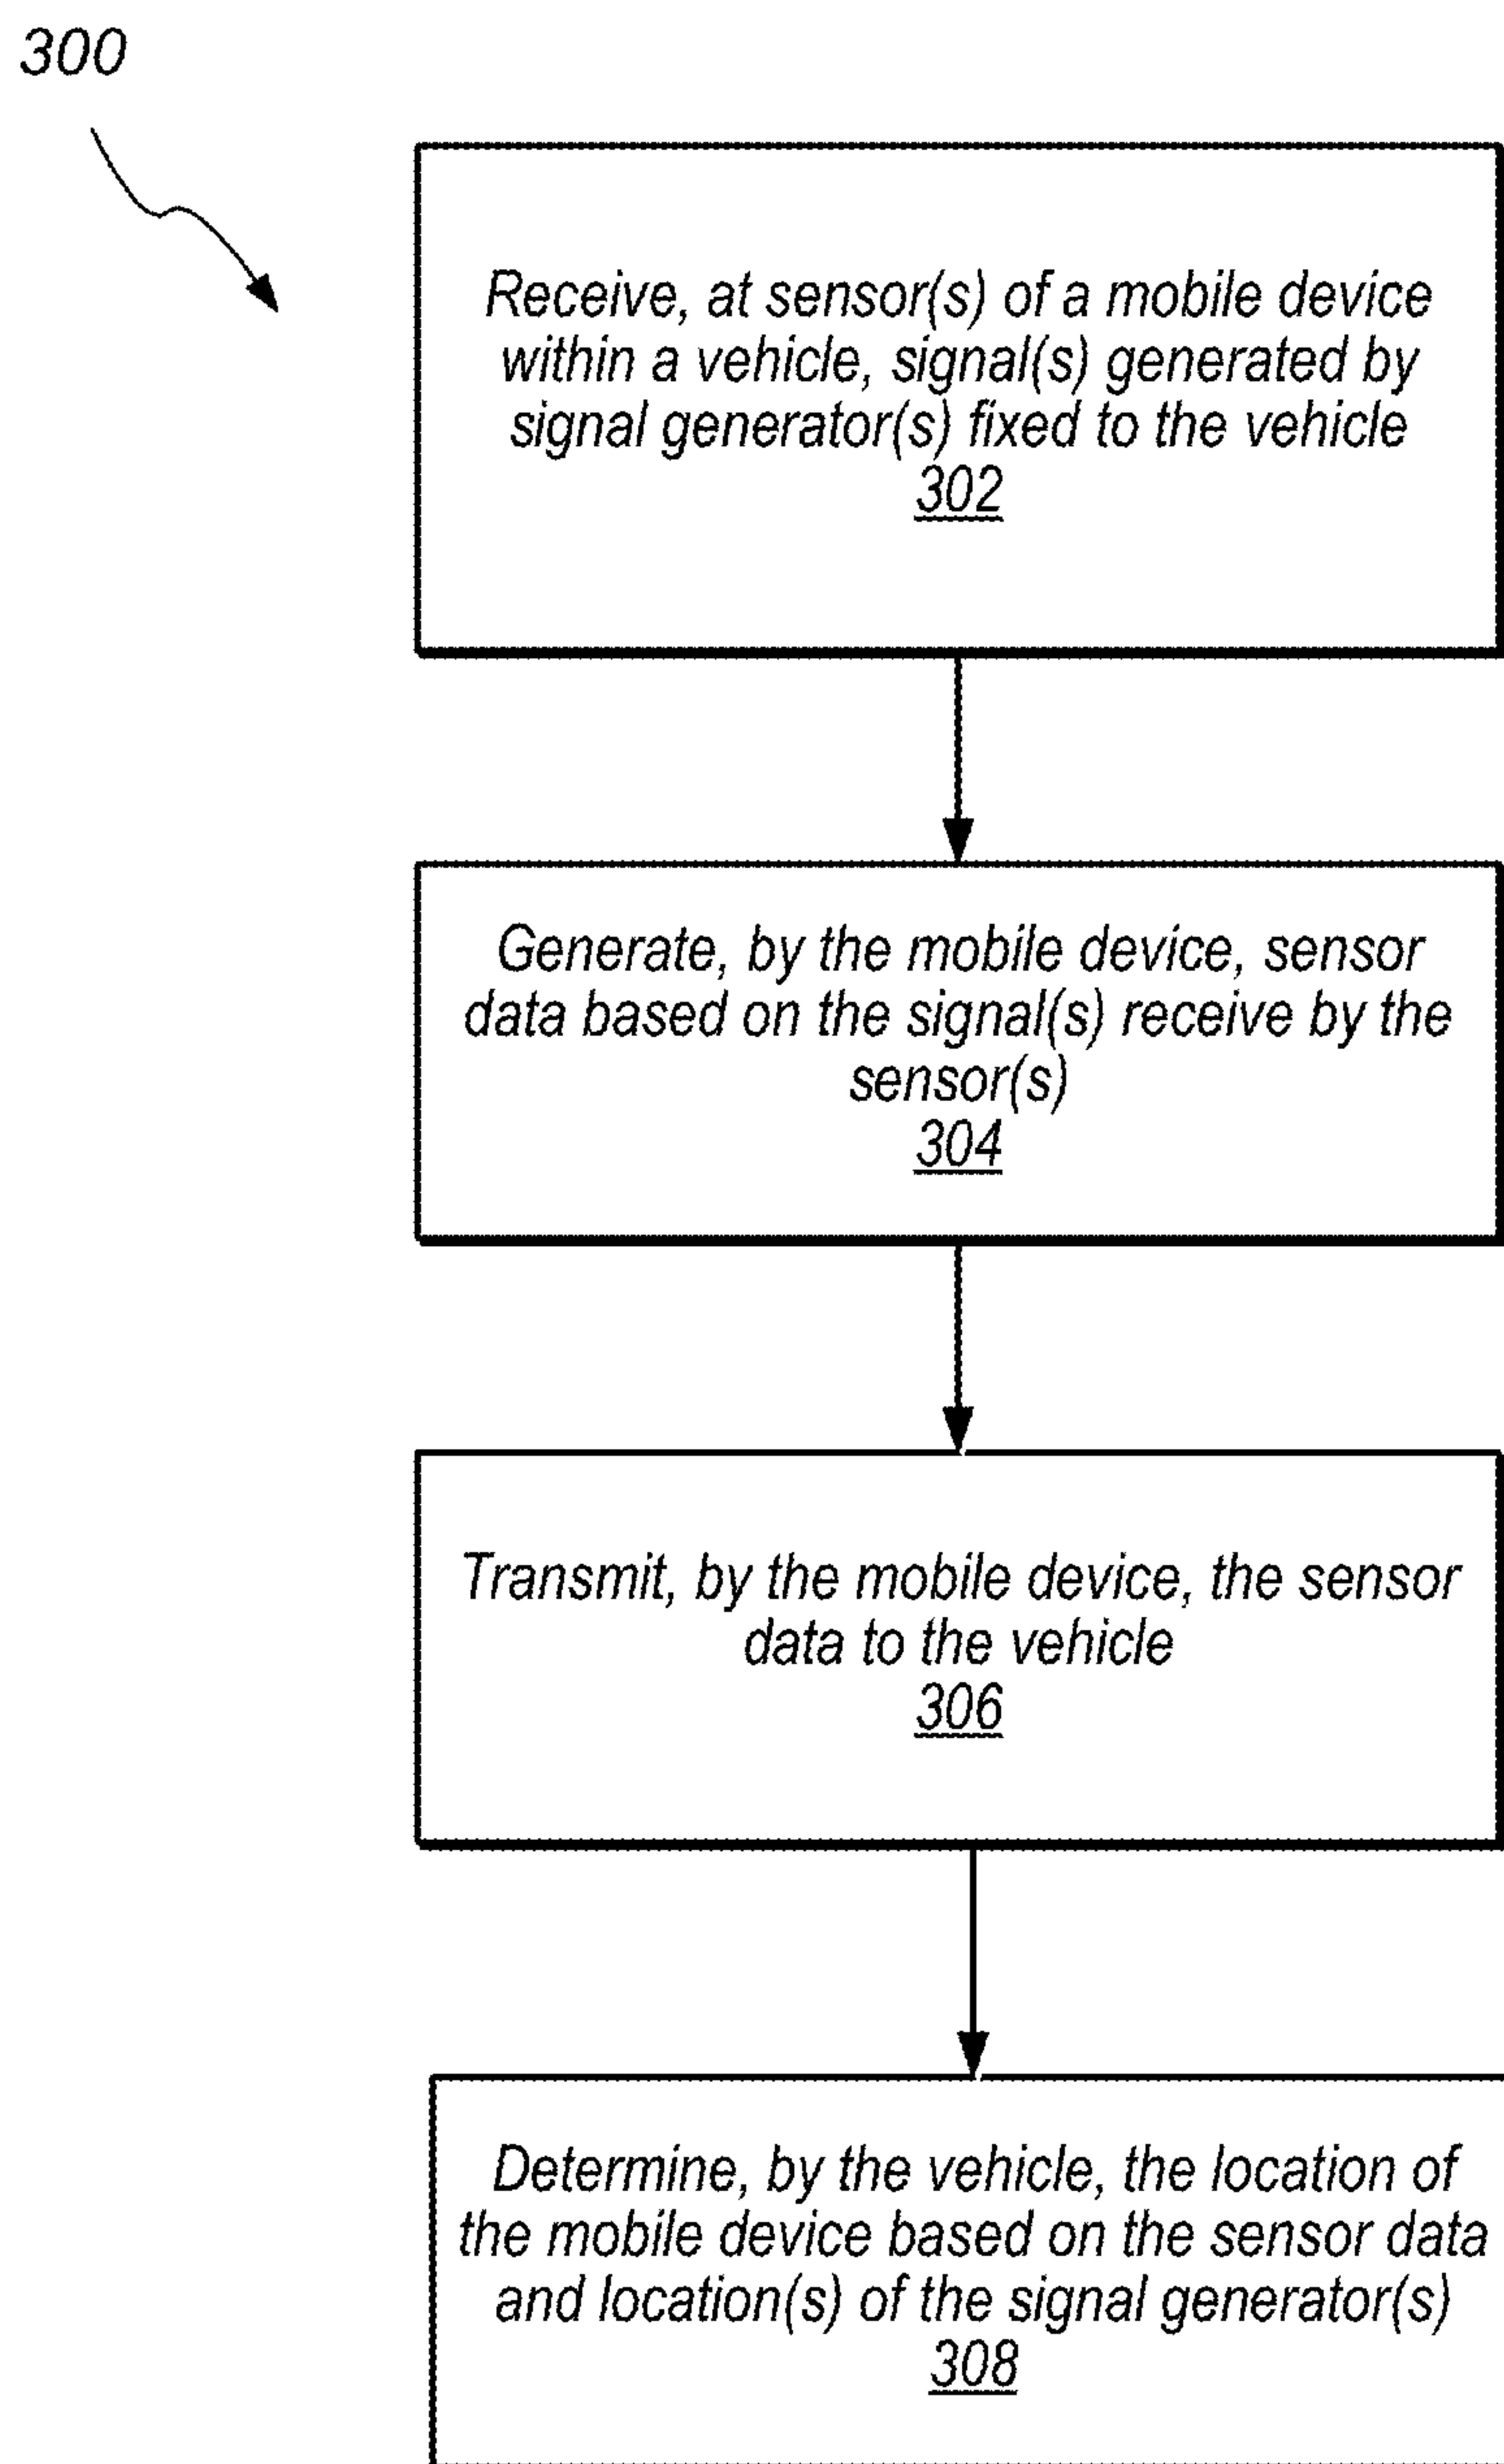 300
Receive, at sensor(s) of a mobile device
within a vehicle, signal(s) generated by
signal generator(s) fixed to the vehicle
302
Generate, by the mobile device, sensor
data based on the signal(s) receive by the
sensor(s)
304
Transmit, by the mobile device, the sensor
data to the vehicle
306
Determine, by the vehicle, the location of
the mobile device based on the sensor data
and location(s) of the signal generator(s)
308